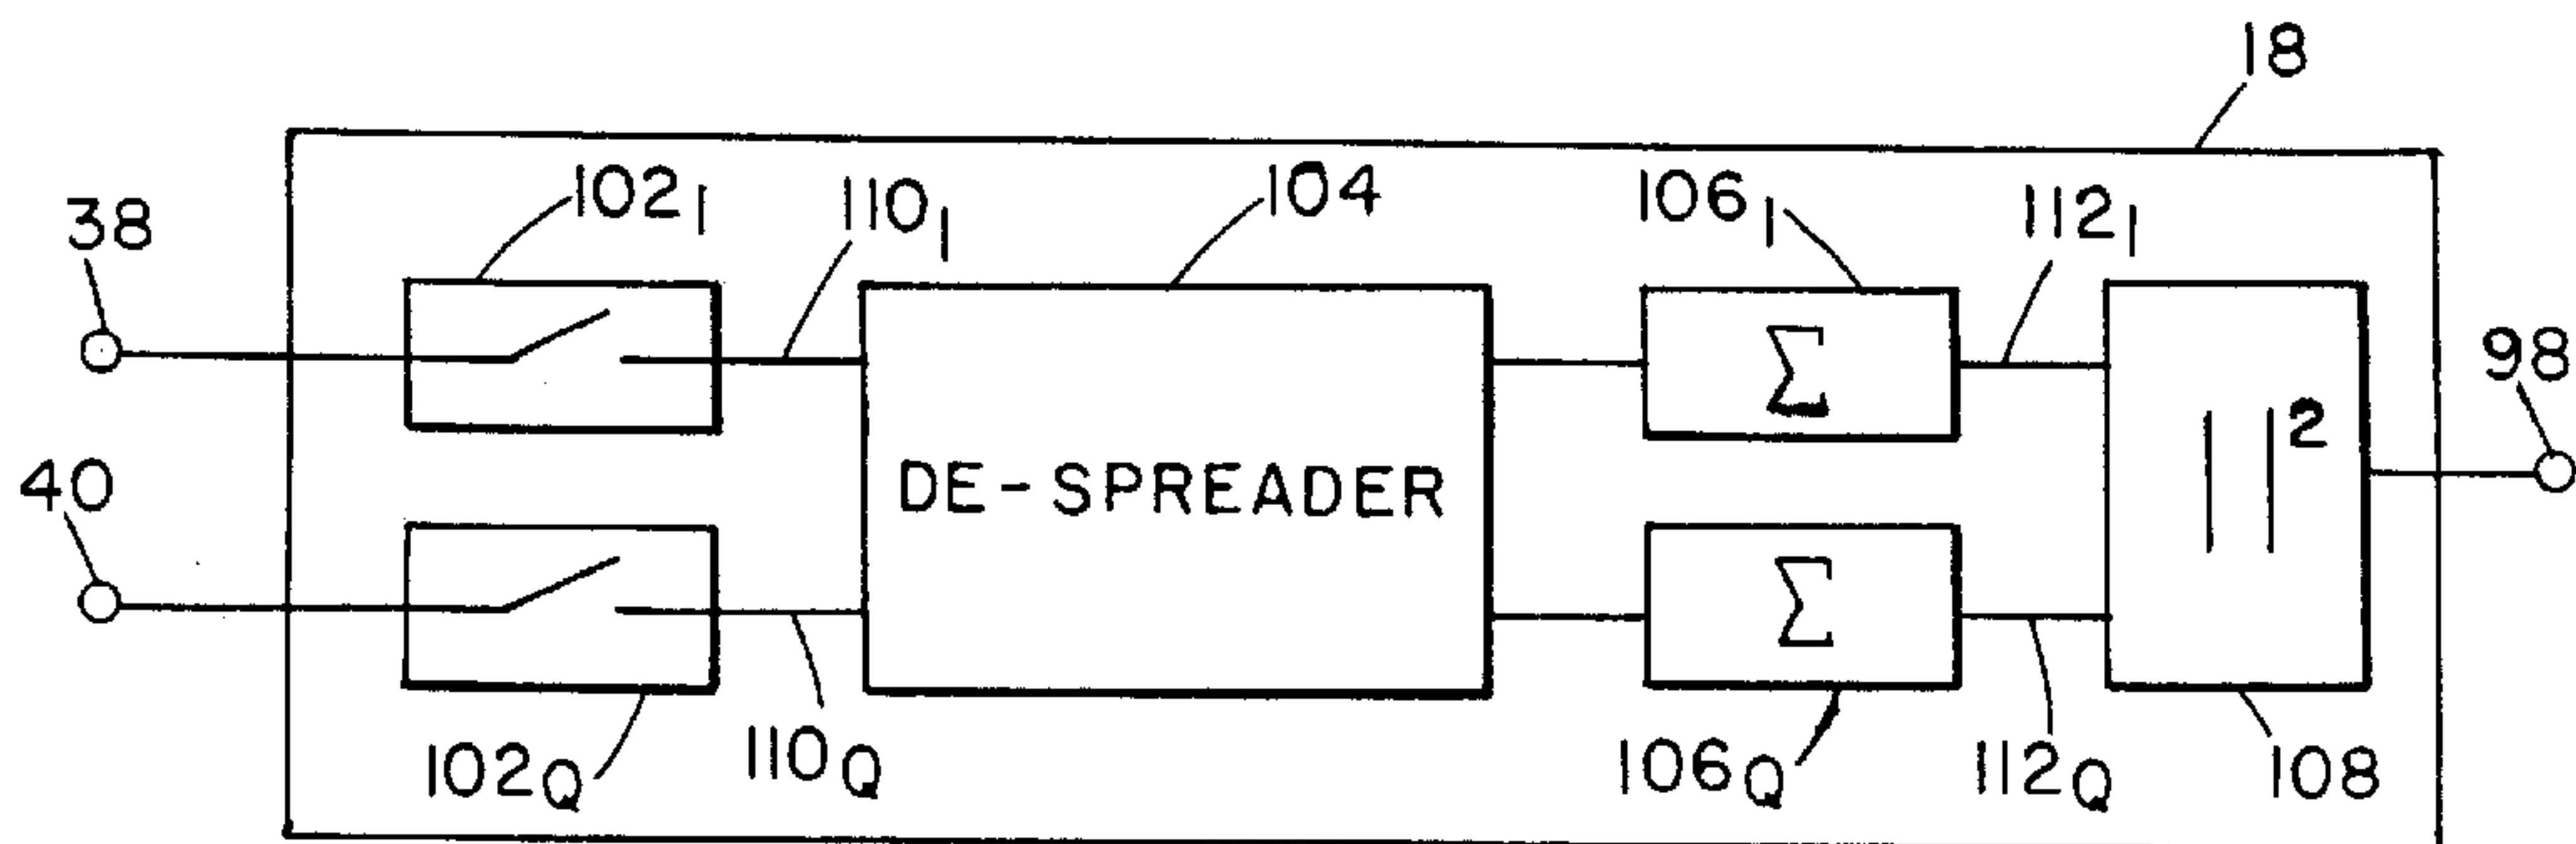 18
38
102I
110I
104
106I
112I
98
Σ
| |²
40
DE-SPREADER
Σ
102Q
110Q
106Q
112Q
108